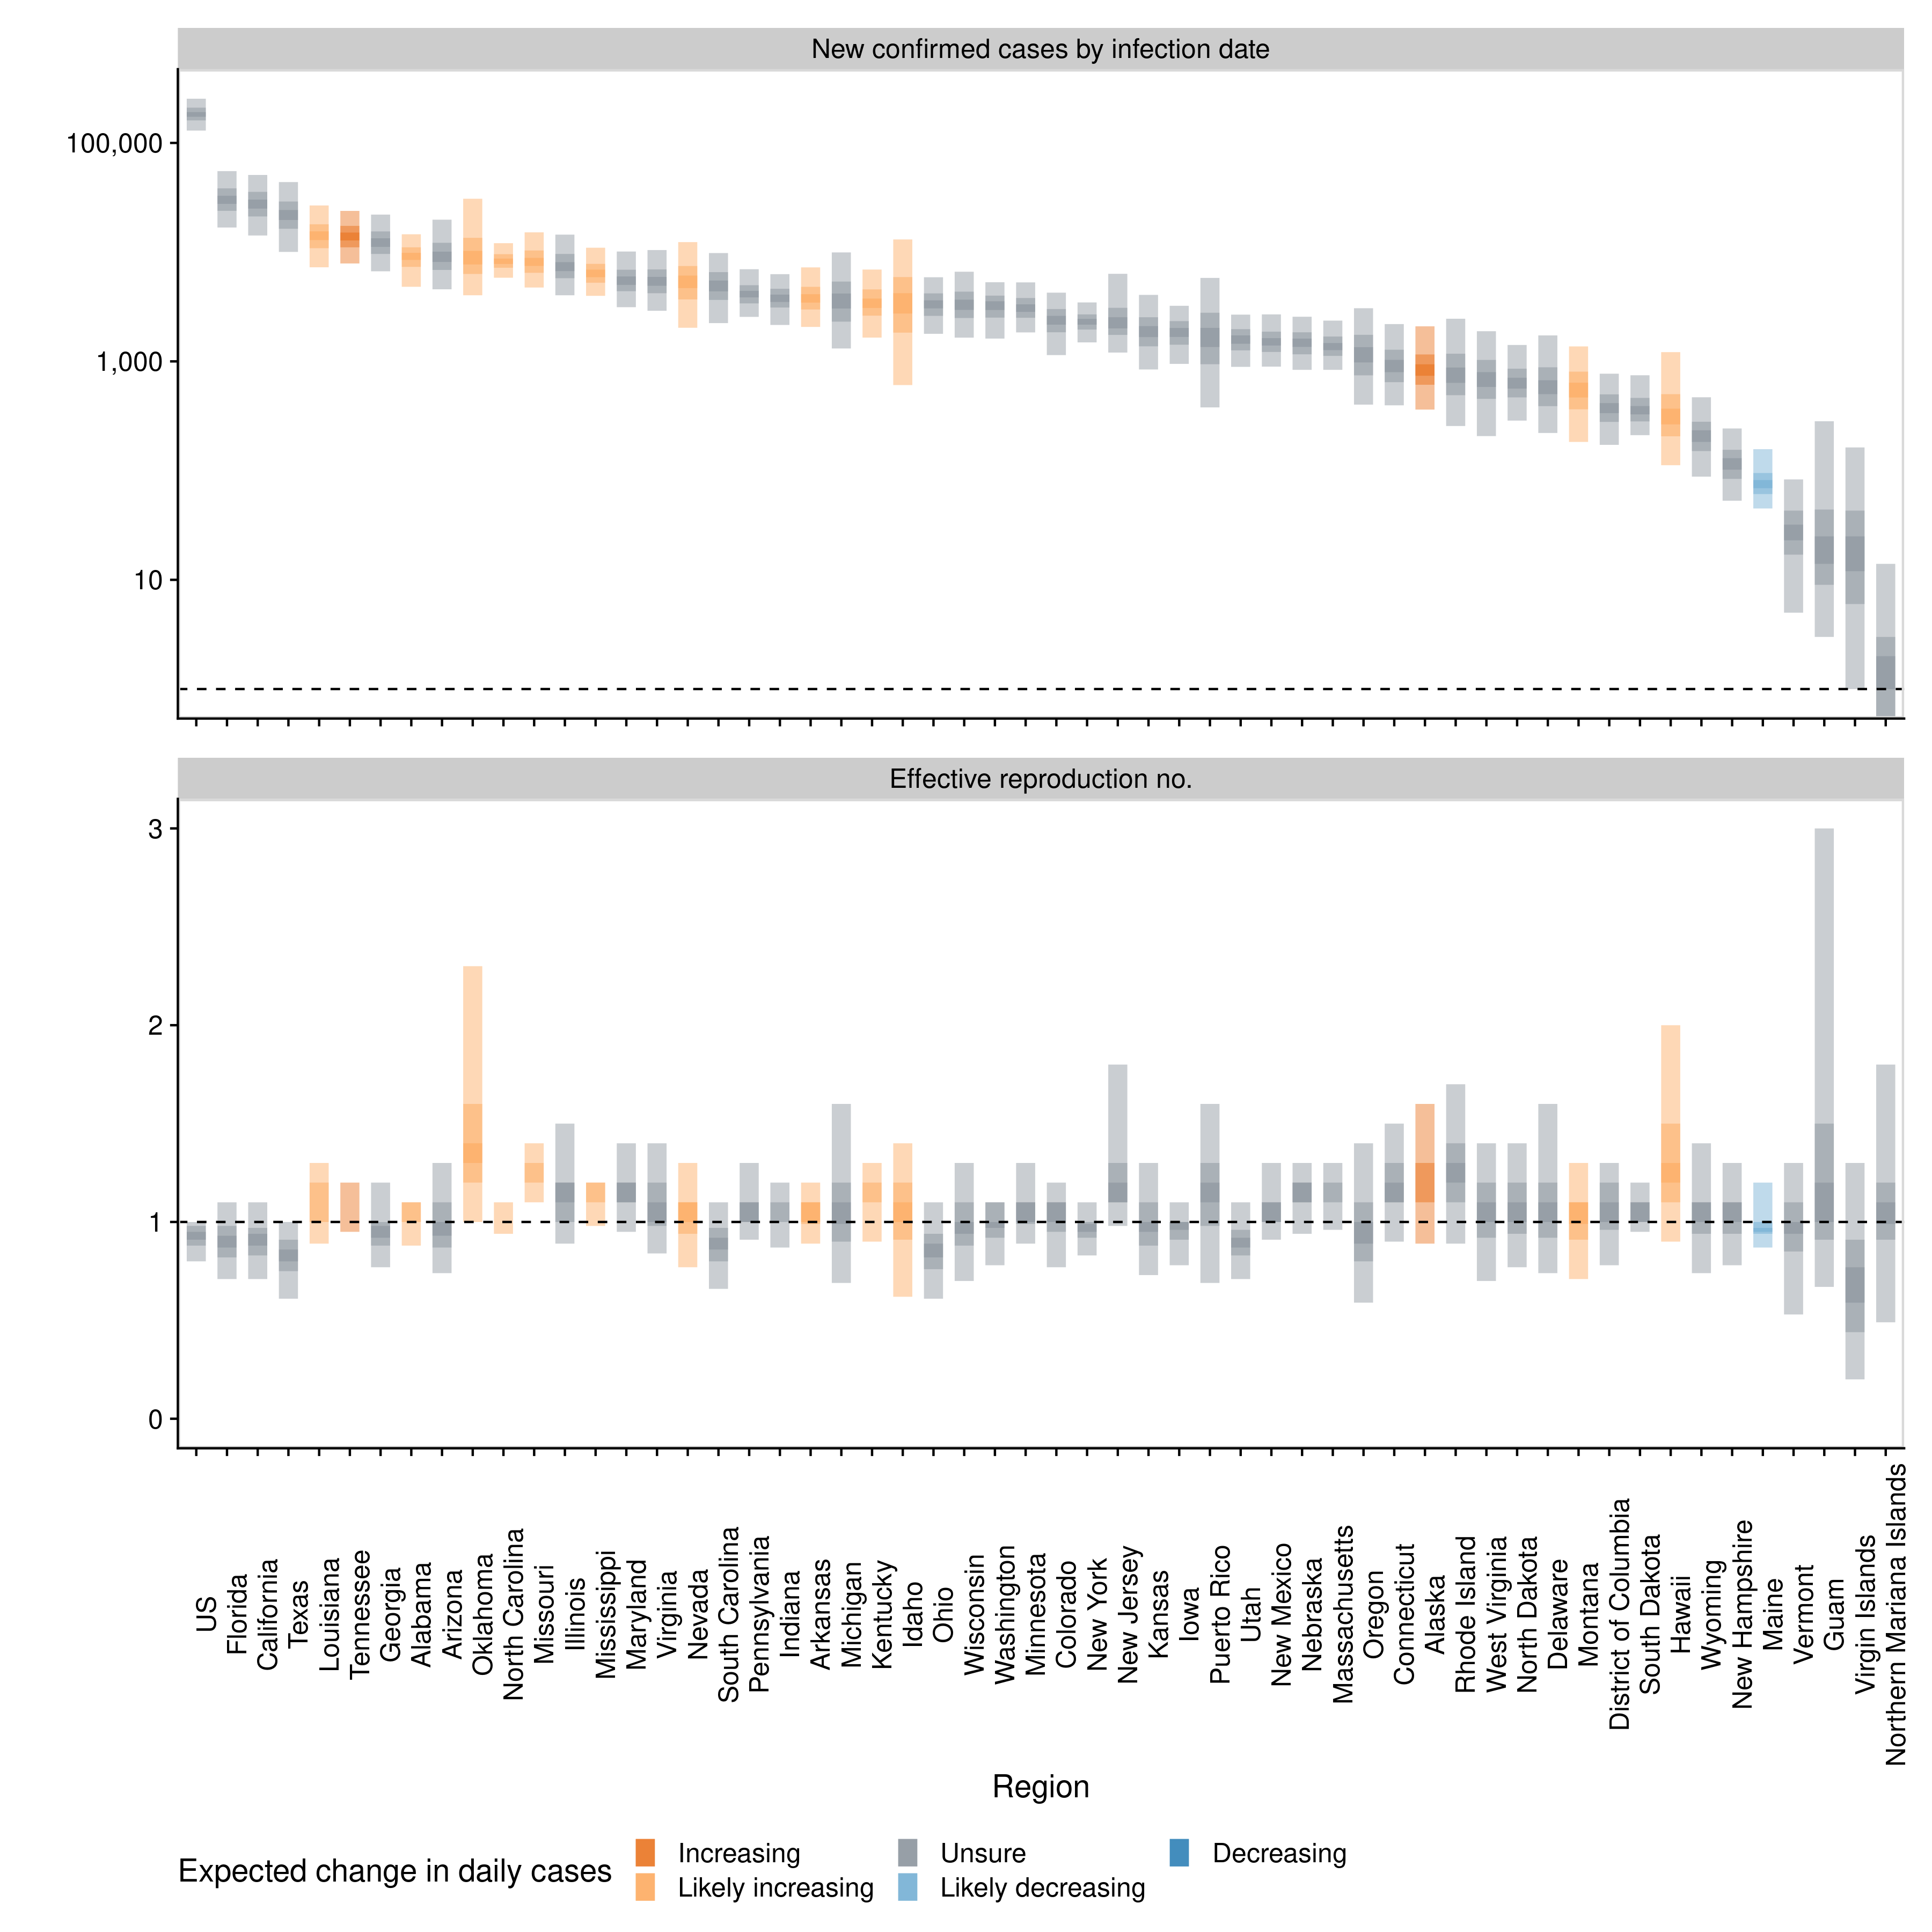 New confirmed cases by infection date
100,000
1,000
10
Effective reproduction no.
3
2
1
0
US
Florida
California
Texas
Louisiana
Tennessee
Georgia
Alabama
Arizona
Oklahoma
North Carolina
Missouri
Illinois
Mississippi
Maryland
Virginia
Nevada
South Carolina
Pennsylvania
Indiana
Arkansas
Michigan
Kentucky
Idaho
Ohio
Wisconsin
Washington
Minnesota
Colorado
New York
New Jersey
Kansas
Iowa
Puerto Rico
Utah
New Mexico
Nebraska
Massachusetts
Oregon
Connecticut
Alaska
Rhode Island
West Virginia
North Dakota
Delaware
Montana
District of Columbia
South Dakota
Hawaii
Wyoming
New Hampshire
Maine
Vermont
Guam
Virgin Islands
Northern Mariana Islands
Region
Expected change in daily cases
Increasing
Unsure
Decreasing
Likely increasing
Likely decreasing